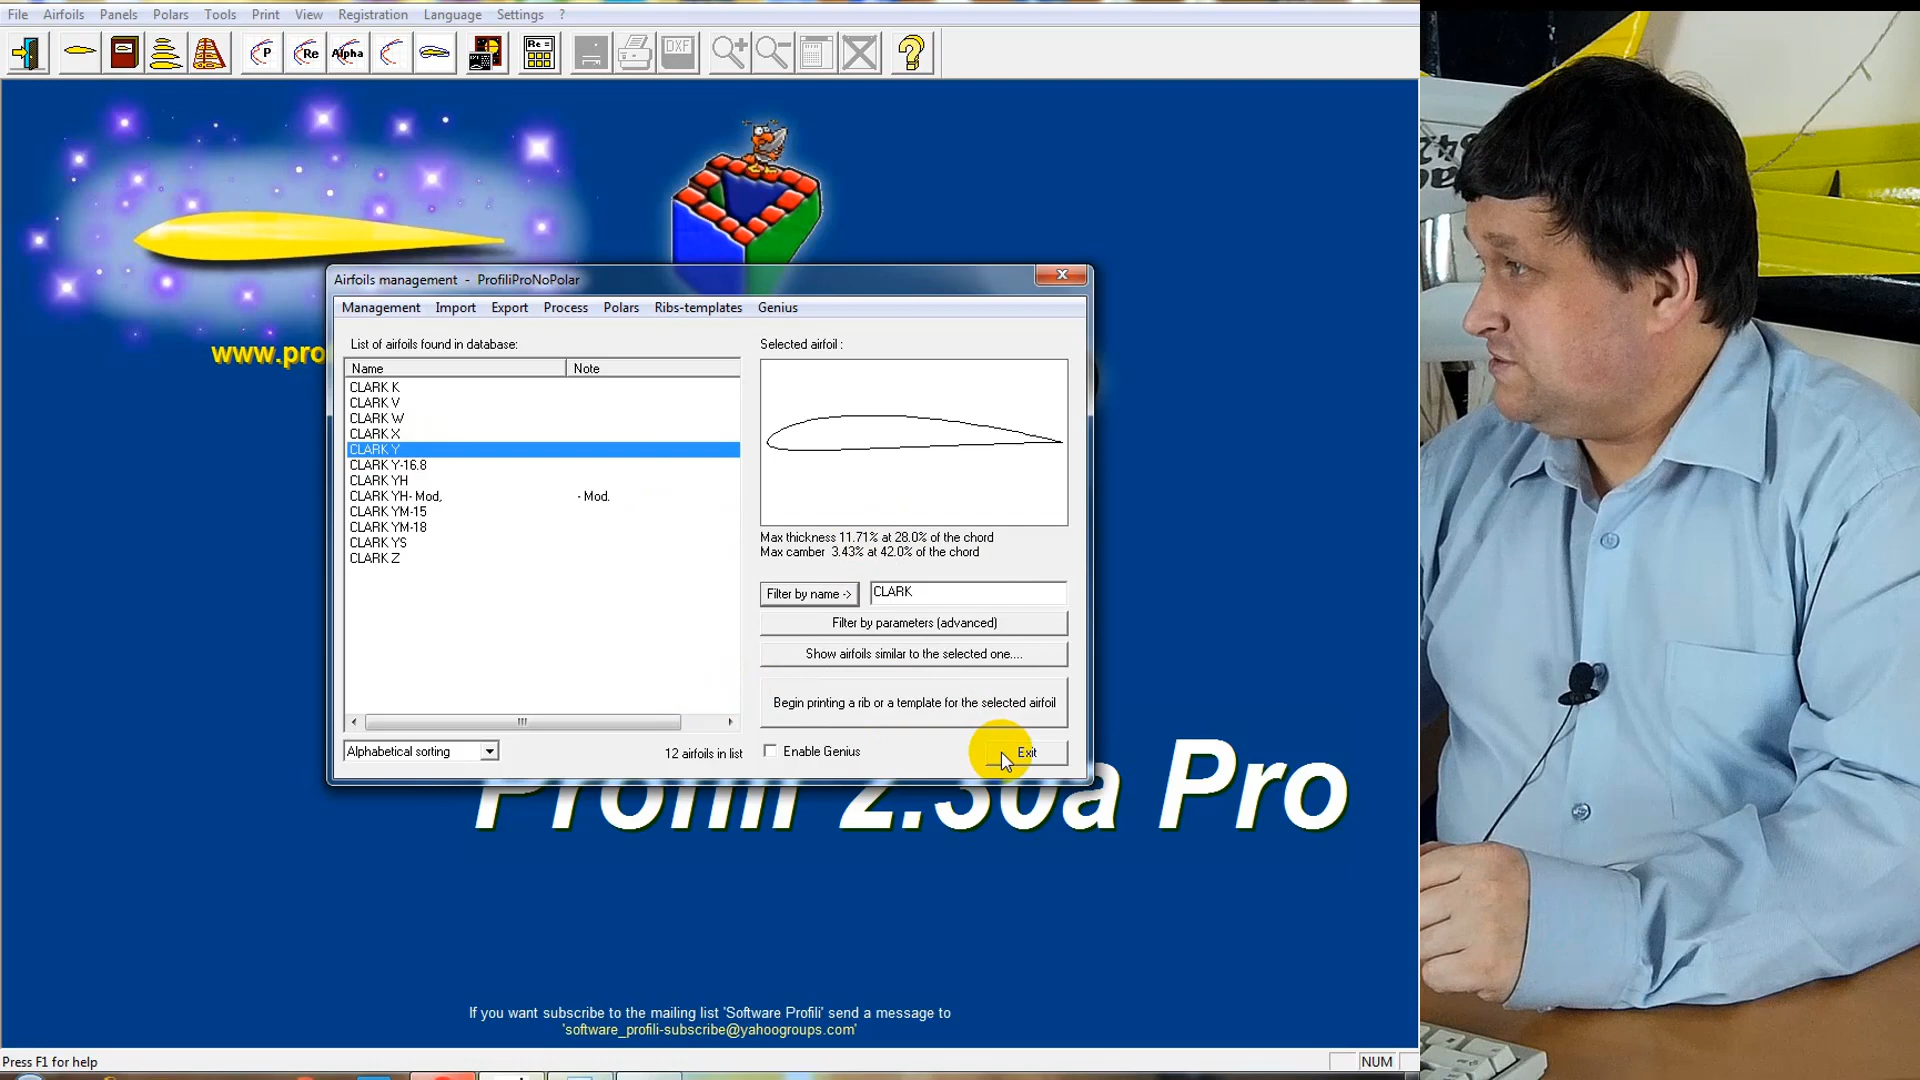 File Airfoils Panels Polars Tools Print View Registration Language Settings ?
P Re Alpha Re = DXF
www.pro
Airfoils management - ProfiliProNoPolar
Management Import Export Process Polars Ribs-templates Genius
List of airfoils found in database:
Name Note
CLARK K
CLARK V
CLARK W
CLARK X
CLARK Y
CLARK Y-16.8
CLARK YH
CLARK YH- Mod, - Mod.
CLARK YM-15
CLARK YM-18
CLARK YS
CLARK Z
Alphabetical sorting
12 airfoils in list
Selected airfoil :
Max thickness 11.71% at 28.0% of the chord
Max camber 3.43% at 42.0% of the chord
Filter by name -> CLARK
Filter by parameters (advanced)
Show airfoils similar to the selected one....
Begin printing a rib or a template for the selected airfoil
Enable Genius
Exit
Profili 2.30a Pro
If you want subscribe to the mailing list 'Software Profili' send a message to
'software_profili-subscribe@yahoogroups.com'
Press F1 for help
NUM